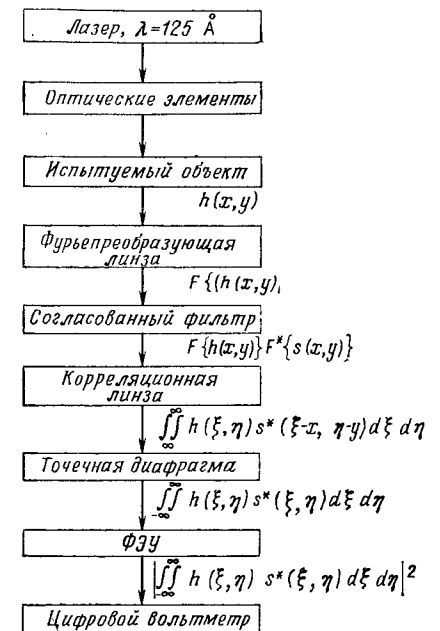 Лазер, λ=125 Å
Оптические элементы
Испытуемый объект
h(x,y)
Фурьепреобразующая
линза
F{(h(x,y),
Согласованный фильтр
F{h(x,y)}F*{s(x,y)}
Корреляционная
линза
∞∫∫∞ h(ξ,η)s*(ξ-x, η-y)dξ dη
Точечная диафрагма
-∞∫∫∞ h(ξ,η)s*(ξ,η)dξ dη
ФЭУ
|-∞∫∫∞ h(ξ,η) s*(ξ,η)dξ dη|²
Цифровой вольтметр